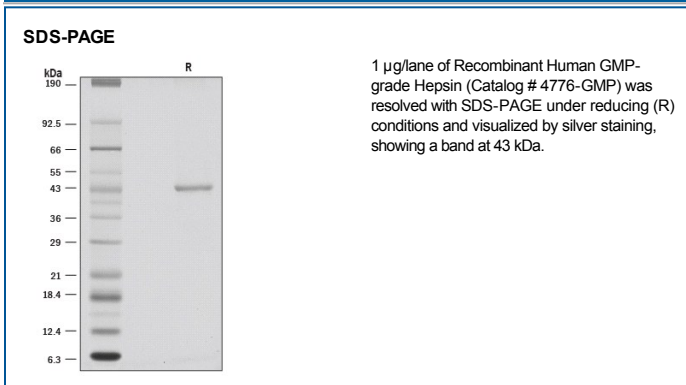 SDS-PAGE
kDa
R
190
92.5
66
55
43
36
29
21
18.4
12.4
6.3
1 μg/lane of Recombinant Human GMP-
grade Hepsin (Catalog # 4776-GMP) was
resolved with SDS-PAGE under reducing (R)
conditions and visualized by silver staining,
showing a band at 43 kDa.